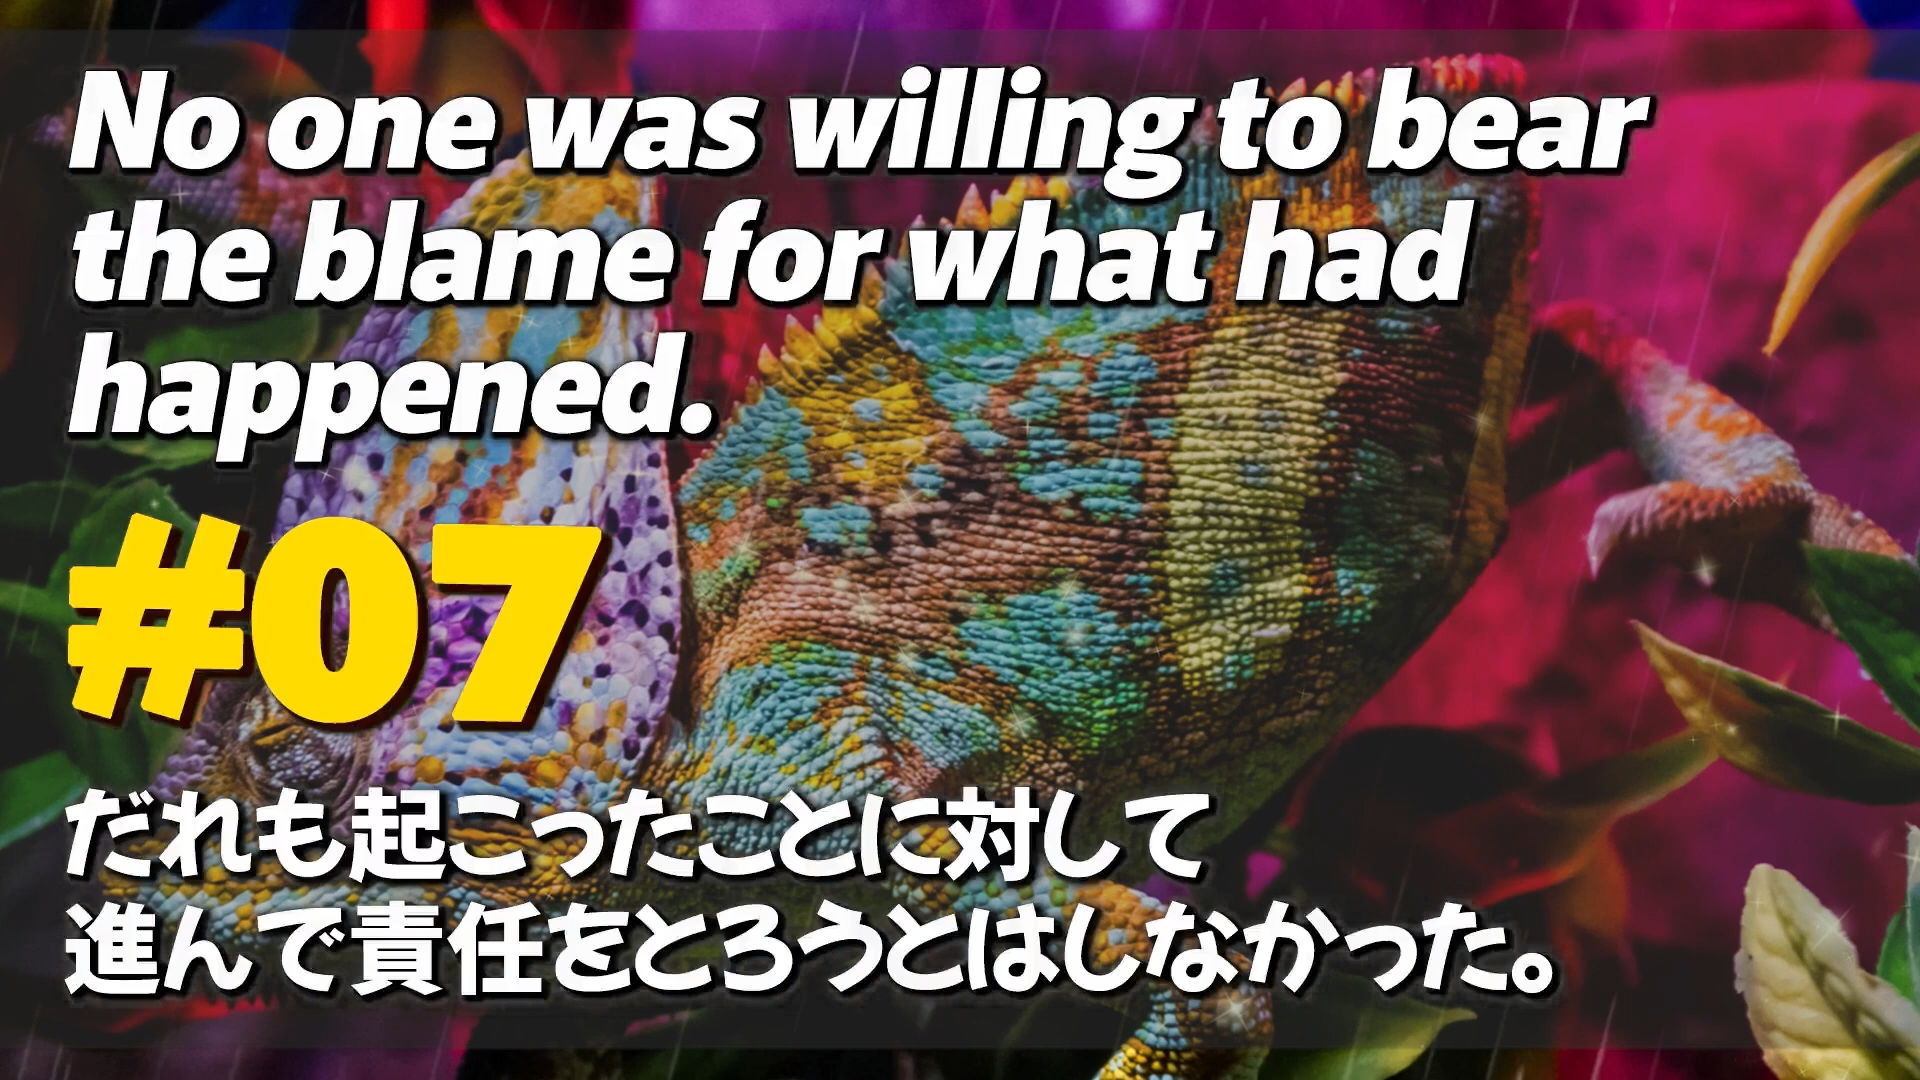 No one was willing to bear
the blame for what had
happened.
#07
だれも起こったことに対して
進んで責任をとろうとはしなかった。